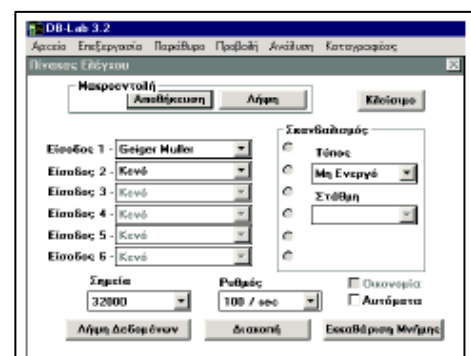 DB-Lab 3.2
Αρχεία Επεξεργασία Παράθυρα Προβολή Ανάλυση Καταγραφέας
Πίνακας Ελέγχου
Μακροεντολή
Αποθήκευση Λήψη Κλείσιμο
Σκανδαλισμός
Είσοδος 1 - Geiger Muller
Τύπος
Είσοδος 2 - Κενό
Μη Ενεργό
Είσοδος 3 - Κενό
Στάθμη
Είσοδος 4 - Κενό
Είσοδος 5 - Κενό
Είσοδος 6 - Κενό
Σημεία Ρυθμός Οικονομία
32000 100 / sec Αυτόματα
Λήψη Δεδομένων Διακοπή Εκκαθάριση Μνήμης